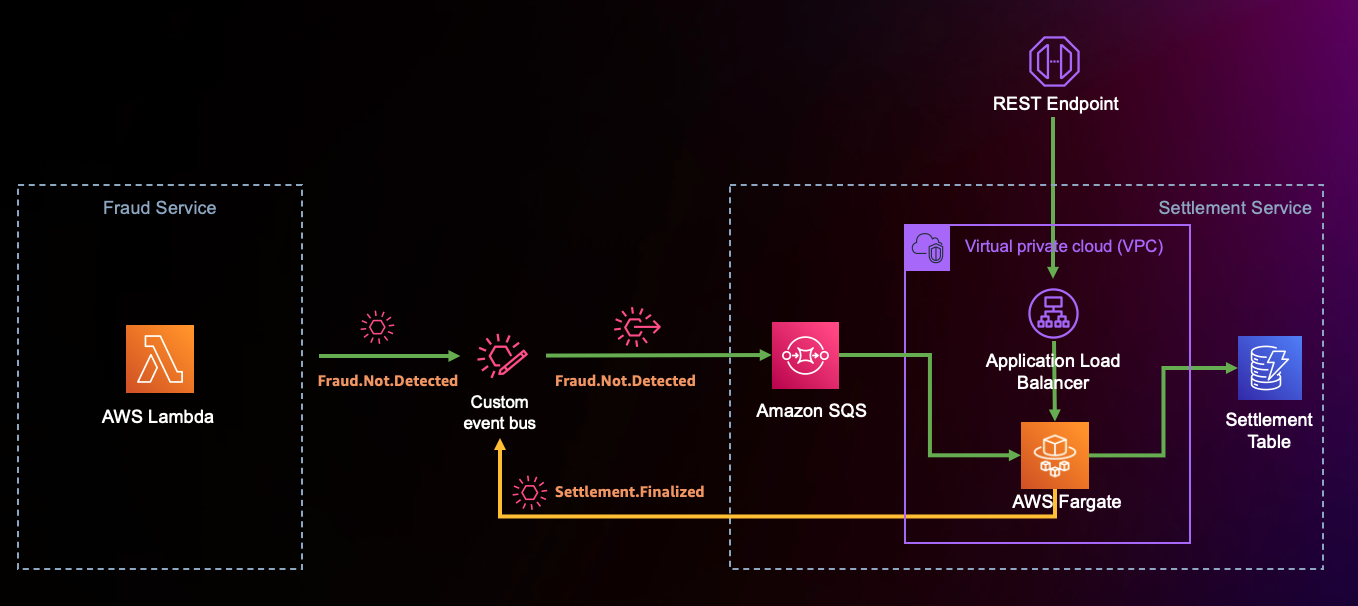 REST Endpoint
Fraud Service
Settlement Service
Virtual private cloud (VPC)
Fraud.Not.Detected
Fraud.Not.Detected
AWS Lambda
Custom
event bus
Amazon SQS
Application Load
Balancer
Settlement
Table
Settlement.Finalized
AWS Fargate